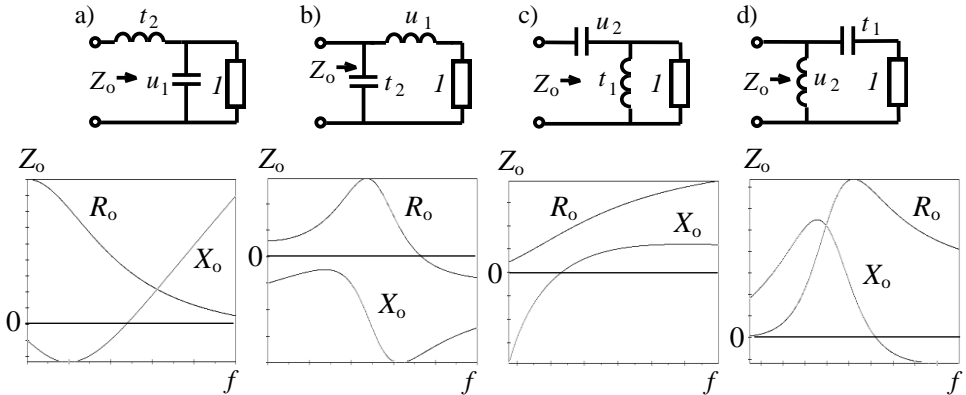 a) t₂
Zₒ u₁ 1
b) u₁
Zₒ t₂ 1
c) u₂
Zₒ t₁ 1
d) t₁
Zₒ u₂ 1
Zₒ
Rₒ
Xₒ
0
f
Zₒ
Rₒ
0
Xₒ
f
Zₒ
Rₒ
Xₒ
0
f
Zₒ
Rₒ
Xₒ
0
f